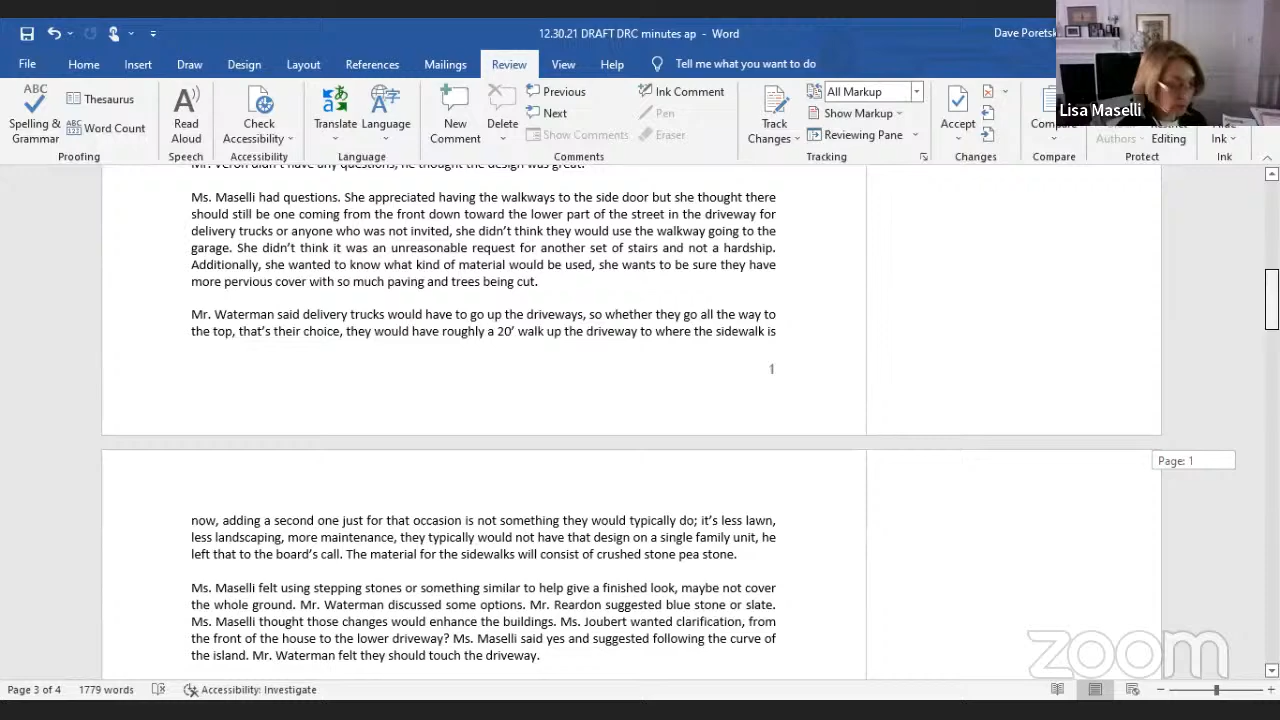 12.30.21 DRAFT DRC minutes ap - Word
Dave Poretsk
File Home Insert Draw Design Layout References Mailings Review View Help Tell me what you want to do
Lisa Maselli
ABC Spelling & Grammar
Thesaurus
Word Count
Read Aloud
Check Accessibility
Translate
Language
New Comment
Delete
Previous
Next
Show Comments
Ink Comment
Pen
Eraser
Track Changes
All Markup
Show Markup
Reviewing Pane
Accept
Compare
Authors
Editing
Ink
Proofing Speech Accessibility Language Comments Tracking Changes Compare Protect Ink
Mr. Veron didn't have any questions, he thought the design was great.
Ms. Maselli had questions. She appreciated having the walkways to the side door but she thought there
should still be one coming from the front down toward the lower part of the street in the driveway for
delivery trucks or anyone who was not invited, she didn't think they would use the walkway going to the
garage. She didn't think it was an unreasonable request for another set of stairs and not a hardship.
Additionally, she wanted to know what kind of material would be used, she wants to be sure they have
more pervious cover with so much paving and trees being cut.
Mr. Waterman said delivery trucks would have to go up the driveways, so whether they go all the way to
the top, that's their choice, they would have roughly a 20' walk up the driveway to where the sidewalk is
1
Page: 1
now, adding a second one just for that occasion is not something they would typically do; it's less lawn,
less landscaping, more maintenance, they typically would not have that design on a single family unit, he
left that to the board's call. The material for the sidewalks will consist of crushed stone pea stone.
Ms. Maselli felt using stepping stones or something similar to help give a finished look, maybe not cover
the whole ground. Mr. Waterman discussed some options. Mr. Reardon suggested blue stone or slate.
Ms. Maselli thought those changes would enhance the buildings. Ms. Joubert wanted clarification, from
the front of the house to the lower driveway? Ms. Maselli said yes and suggested following the curve of
the island. Mr. Waterman felt they should touch the driveway.
zoom
Page 3 of 4 1779 words Accessibility: Investigate